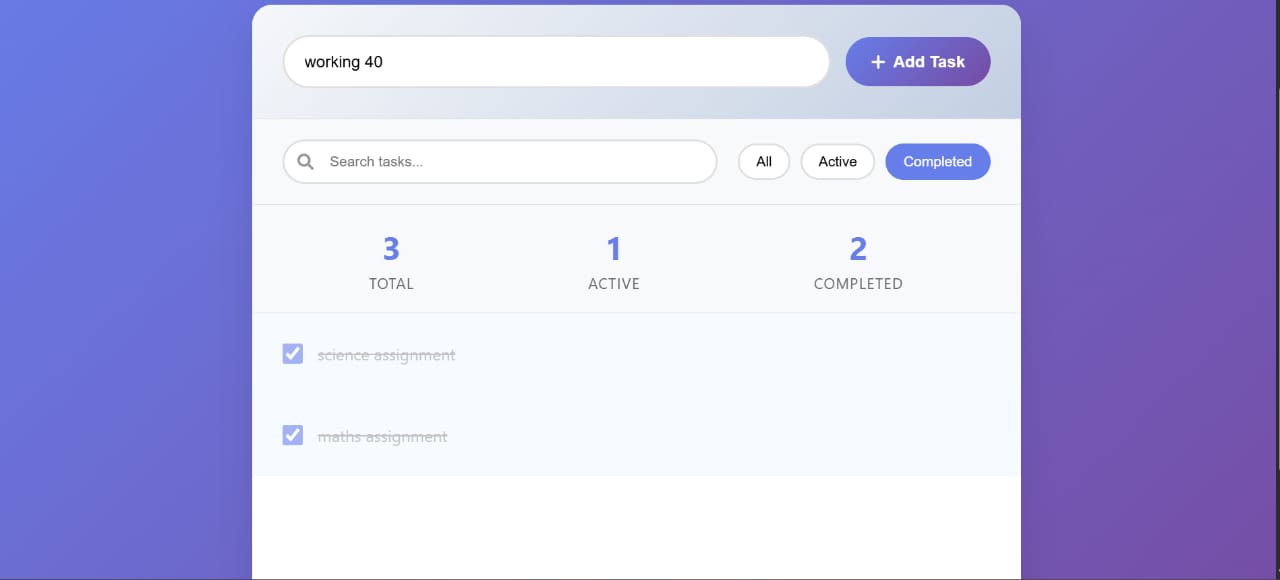 working 40
Add Task
Search tasks...
All
Active
Completed
3
1
2
TOTAL
ACTIVE
COMPLETED
science assignment
maths assignment